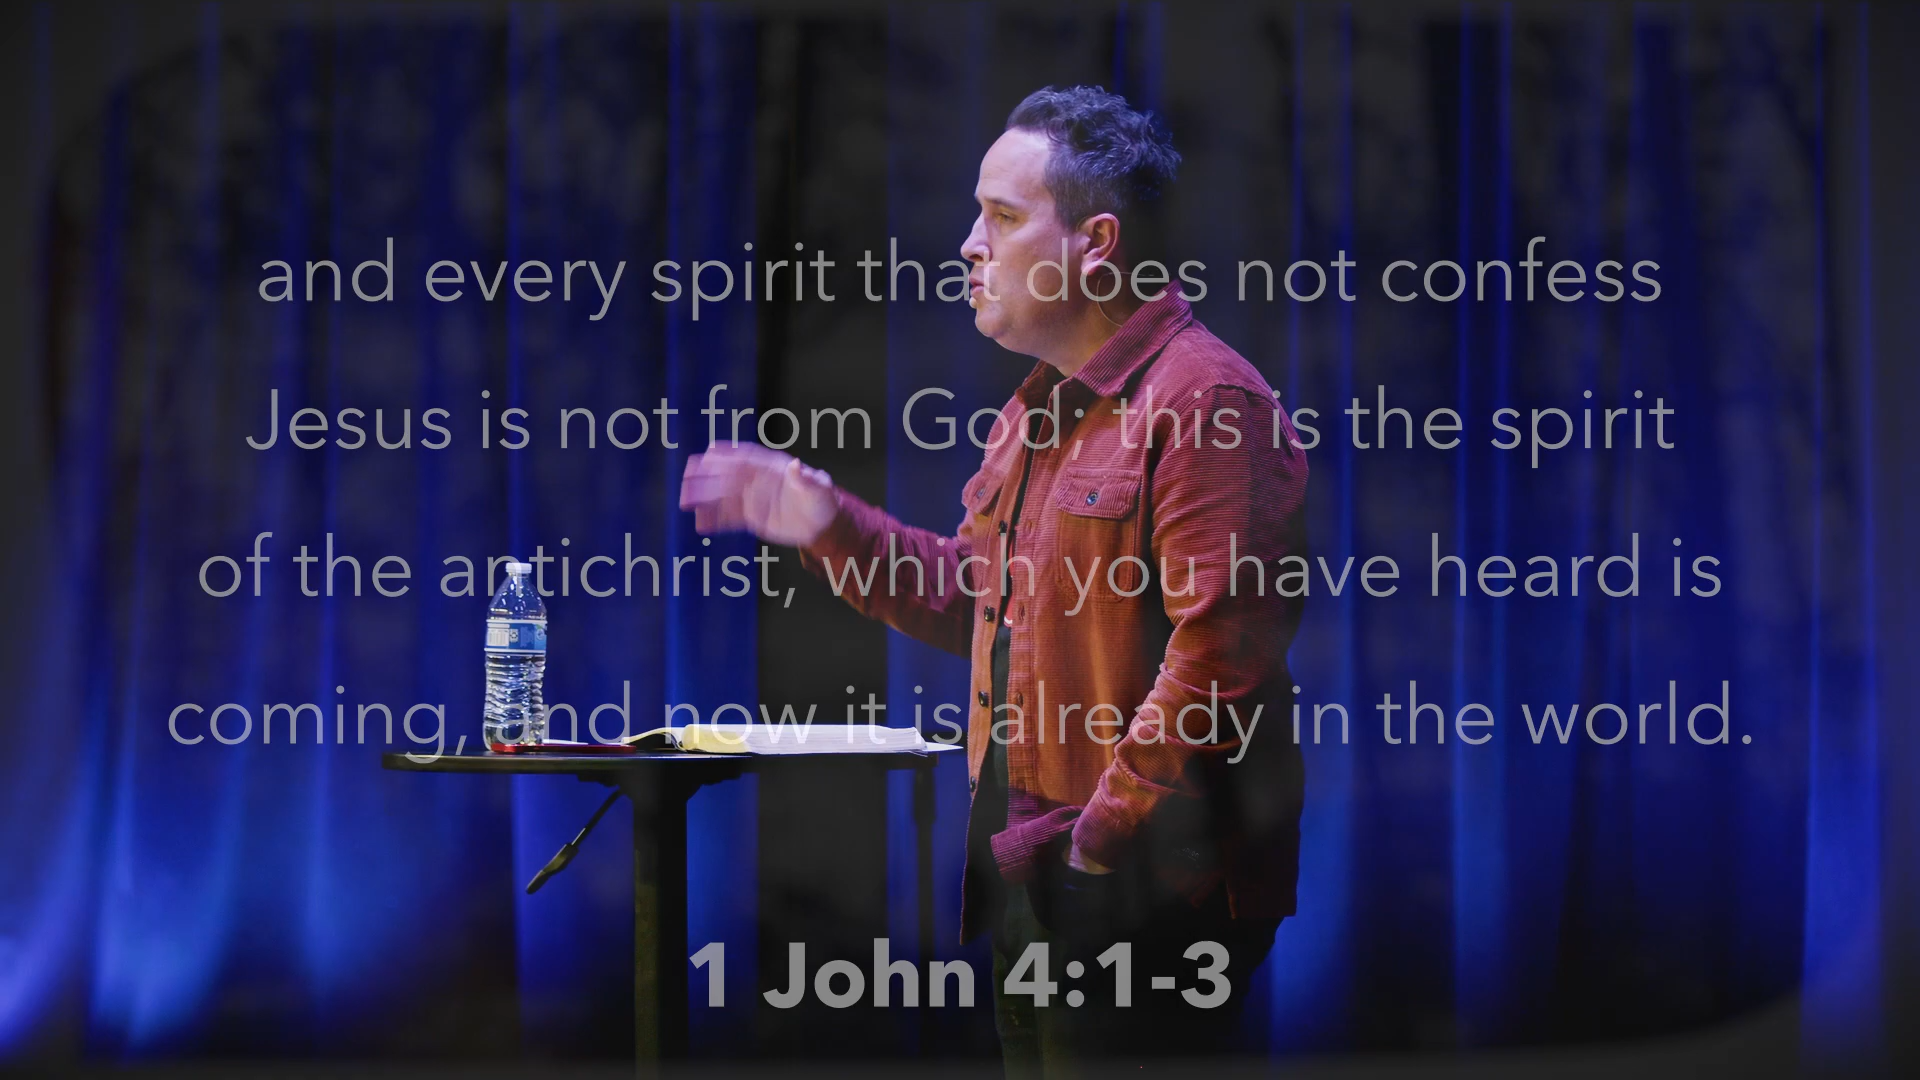 and every spirit that does not confess
Jesus is not from God; this is the spirit
of the antichrist, which you have heard is
coming, and now it is already in the world.
1 John 4:1-3